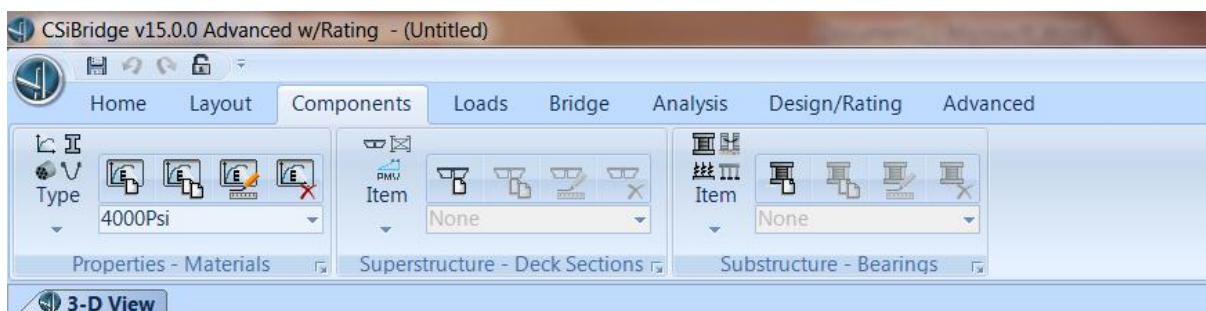 CSiBridge v15.0.0 Advanced w/Rating - (Untitled)
Home Layout Components Loads Bridge Analysis Design/Rating Advanced
Type
4000Psi
Properties - Materials
PMM
Item
None
Superstructure - Deck Sections
Item
None
Substructure - Bearings
3-D View